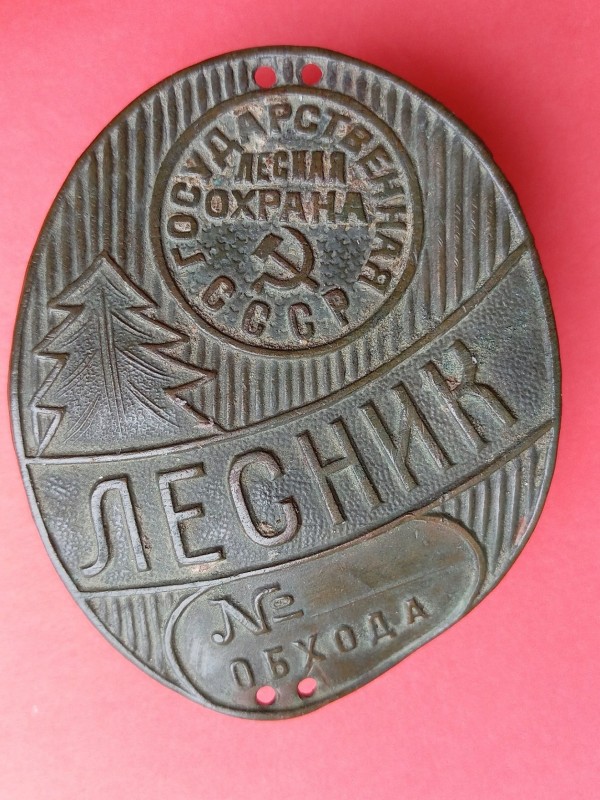 ГОСУДАРСТВЕННАЯ
ЛЕСНАЯ
ОХРАНА
СССР
ЛЕСНИК
№
ОБХОДА